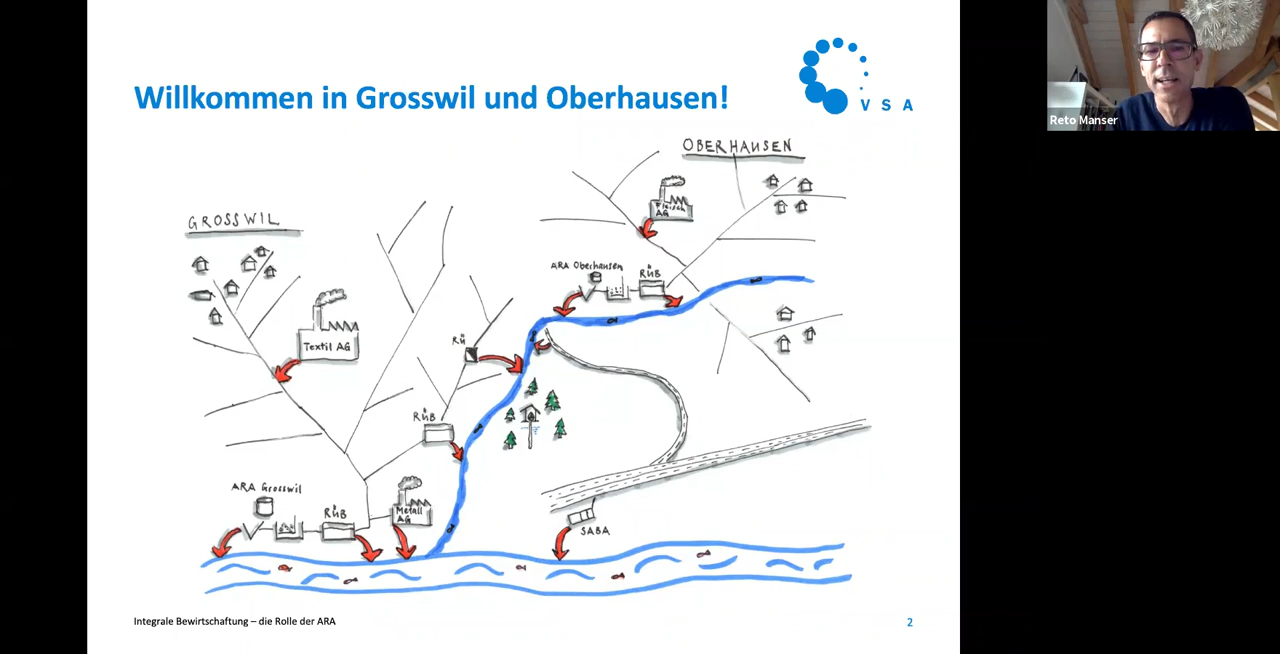 Willkommen in Grosswil und Oberhausen!
VSA
Reto Manser
OBERHAUSEN
GROSSWIL
Fleisch
AG
ARA Oberhausen
RÜB
Textil AG
RÜ
RÜB
ARA Grosswil
RÜB
Metall
AG
SABA
Integrale Bewirtschaftung – die Rolle der ARA
2